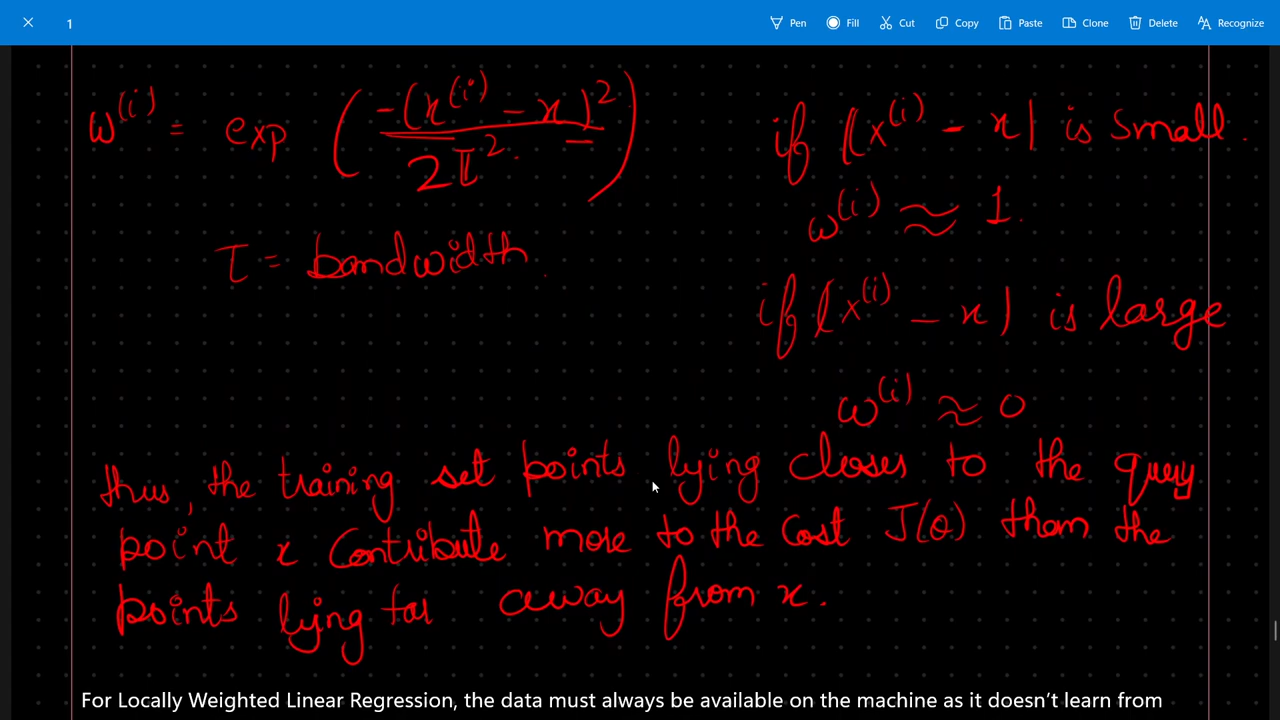 1 Pen Fill Cut Copy Paste Clone Delete Recognize
w^(i) = exp (-(x^(i) - x)^2 / 2τ^2)
if |x^(i) - x| is small.
w^(i) ≈ 1.
τ = bandwidth.
if |x^(i) - x| is large
w^(i) ≈ 0
thus, the training set points lying closer to the query
point x contribute more to the cost J(θ) than the
points lying far away from x.
For Locally Weighted Linear Regression, the data must always be available on the machine as it doesn’t learn from